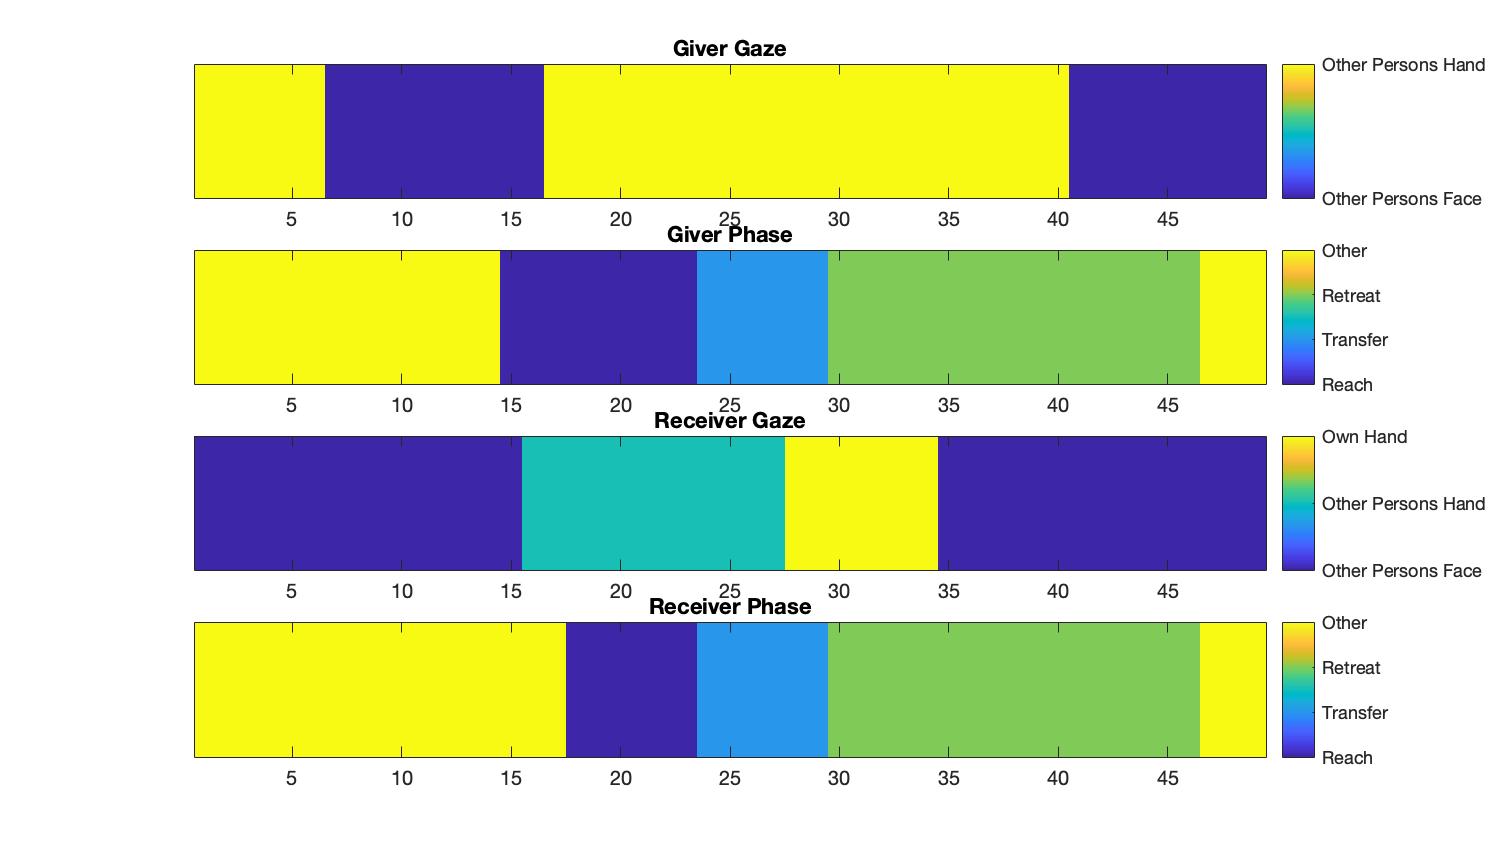 Giver Gaze
Other Persons Hand
Other Persons Face
5 10 15 20 25 30 35 40 45
Giver Phase
Other
Retreat
Transfer
Reach
5 10 15 20 25 30 35 40 45
Receiver Gaze
Own Hand
Other Persons Hand
Other Persons Face
5 10 15 20 25 30 35 40 45
Receiver Phase
Other
Retreat
Transfer
Reach
5 10 15 20 25 30 35 40 45